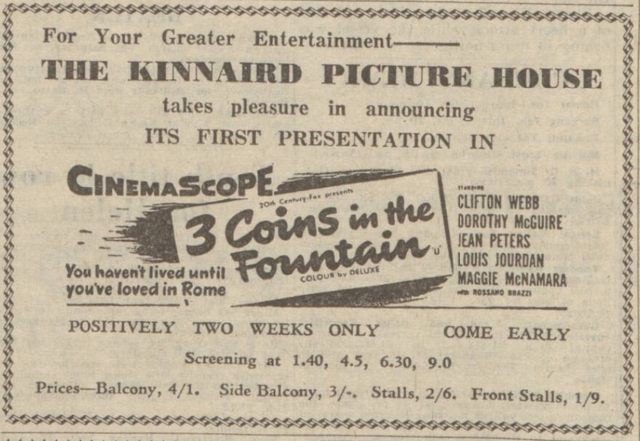 For Your Greater Entertainment—
THE KINNAIRD PICTURE HOUSE
takes pleasure in announcing
ITS FIRST PRESENTATION IN
CINEMASCOPE
20th Century-Fox presents
3 Coins in the
Fountain 'U'
COLOUR by DELUXE
You haven't lived until
you've loved in Rome
STARRING
CLIFTON WEBB
DOROTHY McGUIRE
JEAN PETERS
LOUIS JOURDAN
MAGGIE McNAMARA
with ROSSANO BRAZZI
POSITIVELY TWO WEEKS ONLY COME EARLY
Screening at 1.40, 4.5, 6.30, 9.0
Prices—Balcony, 4/1. Side Balcony, 3/-. Stalls, 2/6. Front Stalls, 1/9.